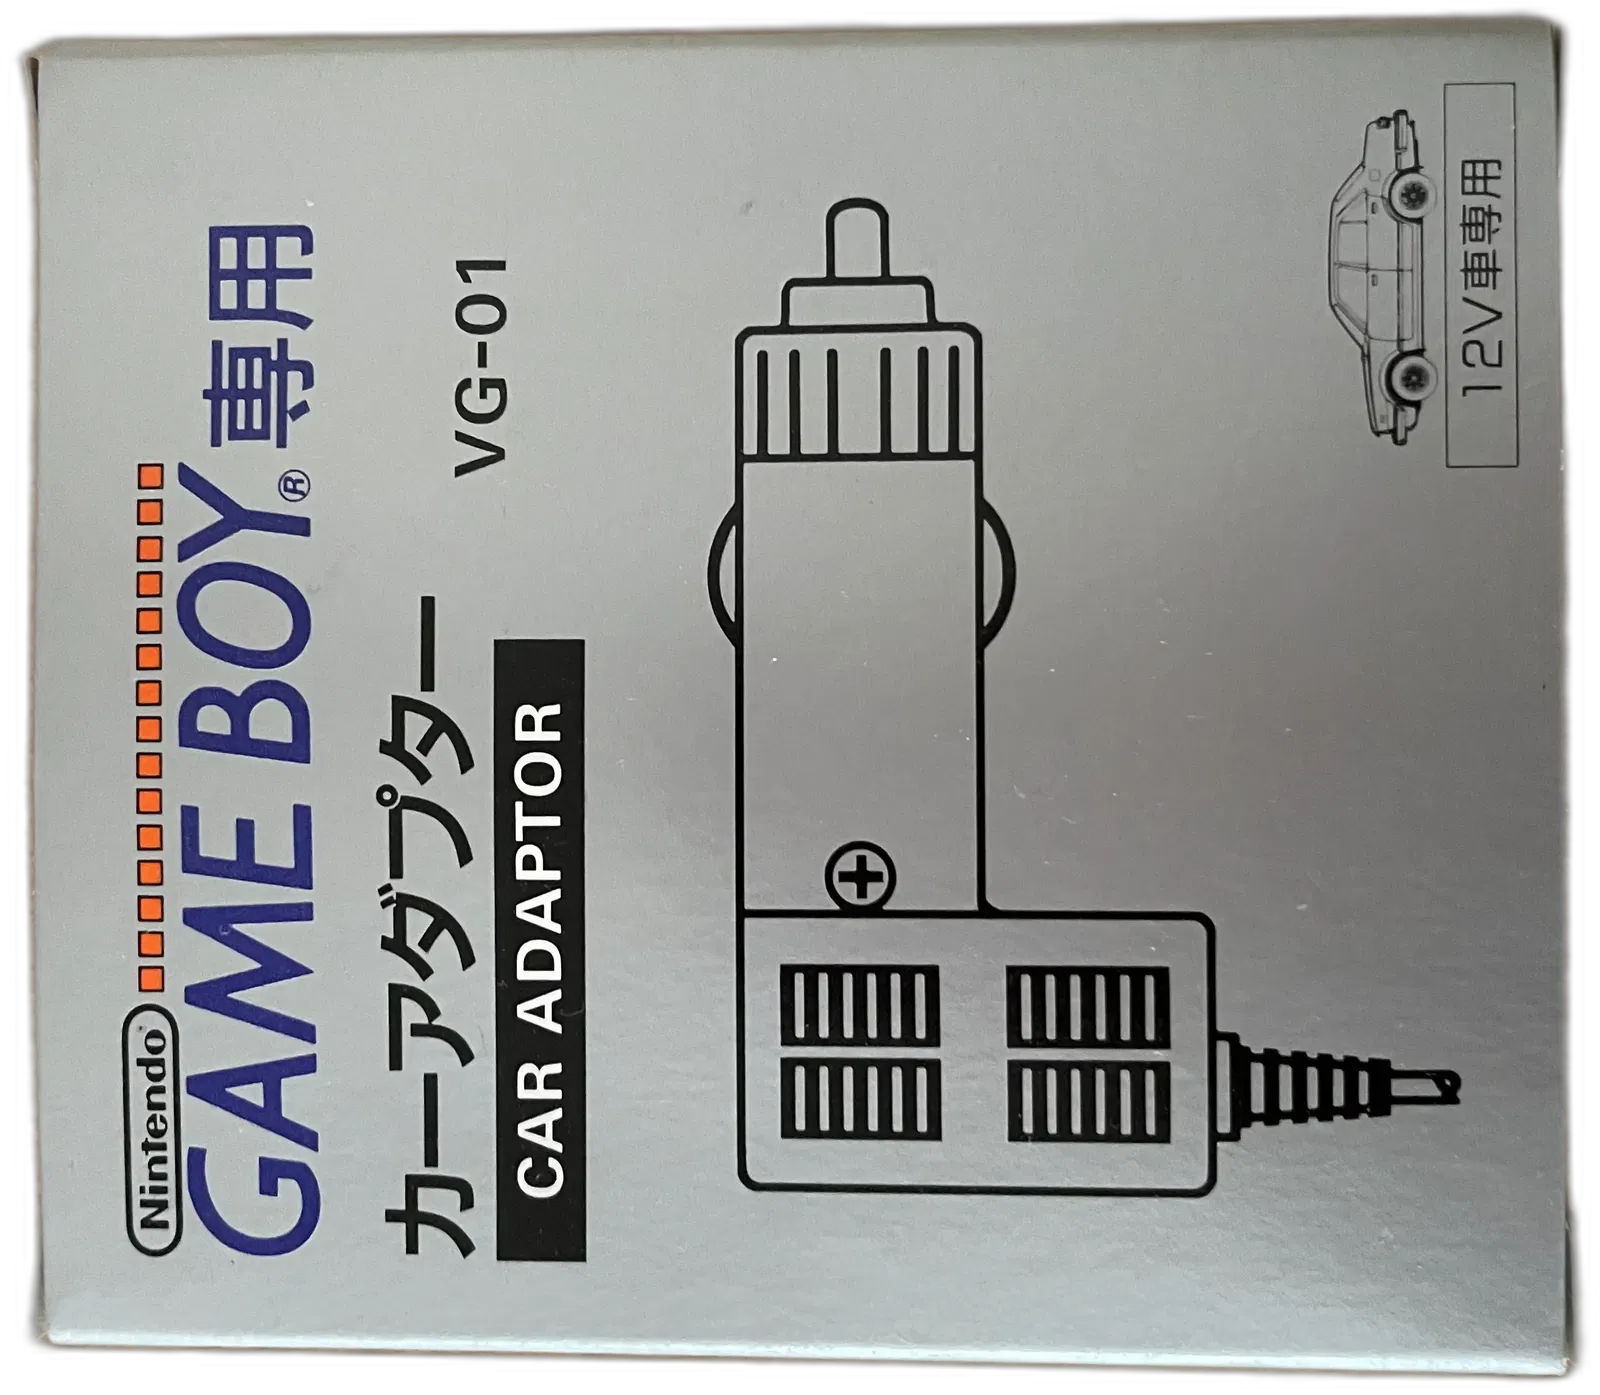 Nintendo
GAME BOY® 専用
カーアダプター
VG-01
CAR ADAPTOR
12V車専用